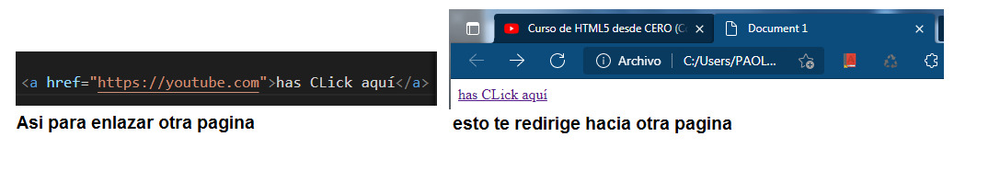 <a href="https://youtube.com">has CLick aquí</a>
Asi para enlazar otra pagina
Curso de HTML5 desde CERO (C
Document 1
Archivo
C:/Users/PAOL...
has CLick aquí
esto te redirige hacia otra pagina